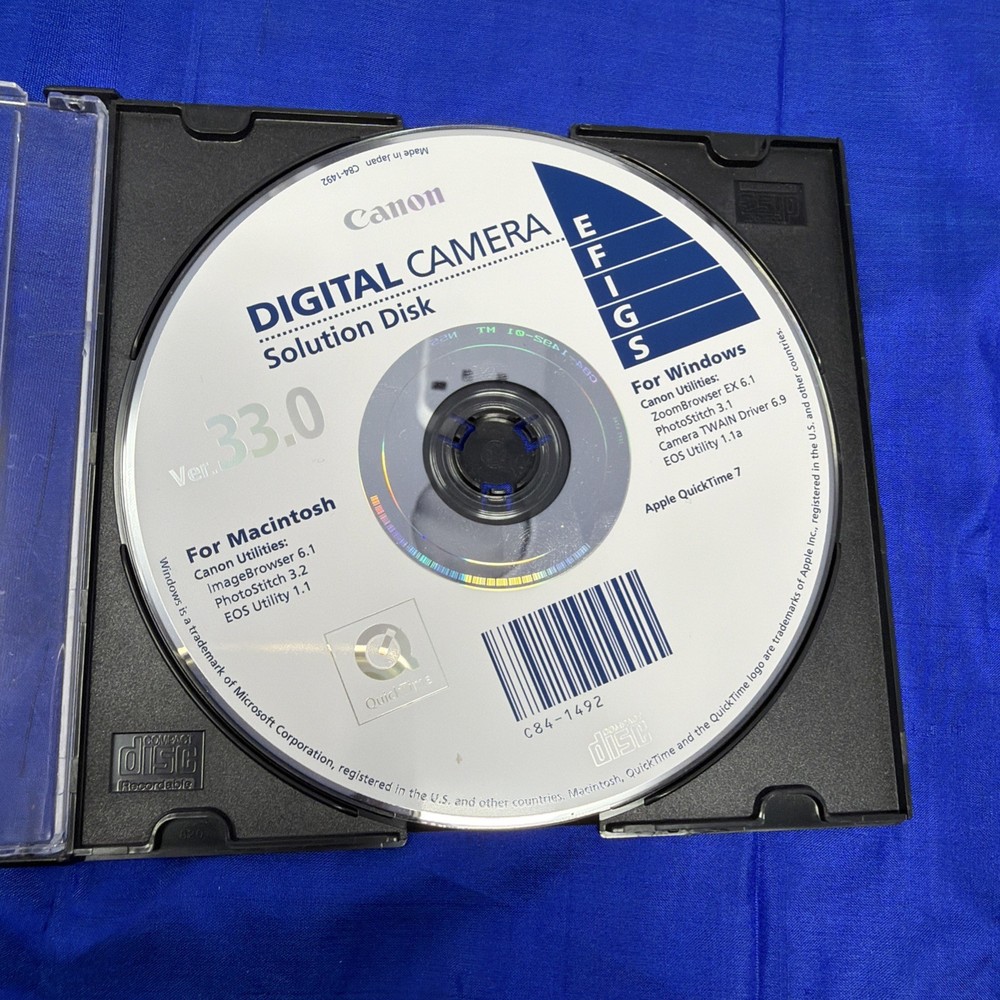 Made in Japan C84-1492
Canon
DIGITAL CAMERA
Solution Disk
Ver. 33.0
E
F
I
G
S
For Windows
Canon Utilities:
ZoomBrowser EX 6.1
PhotoStitch 3.1
Camera TWAIN Driver 6.9
EOS Utility 1.1a
Apple QuickTime 7
For Macintosh
Canon Utilities:
ImageBrowser 6.1
PhotoStitch 3.2
EOS Utility 1.1
QuickTime
C84-1492
disc
Windows is a trademark of Microsoft Corporation, registered in the U.S. and other countries. Macintosh, QuickTime and the QuickTime logo are trademarks of Apple Inc., registered in the U.S. and other countries.
COMPACT
disc
Recordable